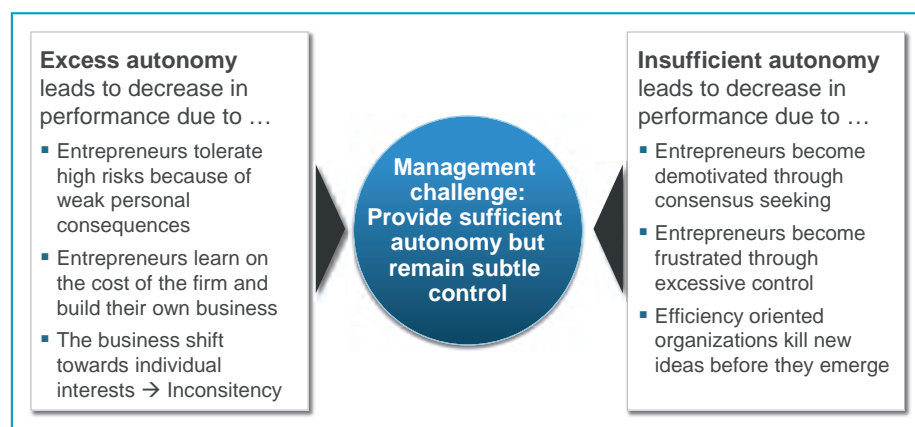 Excess autonomy
leads to decrease in
performance due to …
▪ Entrepreneurs tolerate
high risks because of
weak personal
consequences
▪ Entrepreneurs learn on
the cost of the firm and
build their own business
▪ The business shift
towards individual
interests → Inconsitency
Management
challenge:
Provide sufficient
autonomy but
remain subtle
control
Insufficient autonomy
leads to decrease in
performance due to …
▪ Entrepreneurs become
demotivated through
consensus seeking
▪ Entrepreneurs become
frustrated through
excessive control
▪ Efficiency oriented
organizations kill new
ideas before they emerge